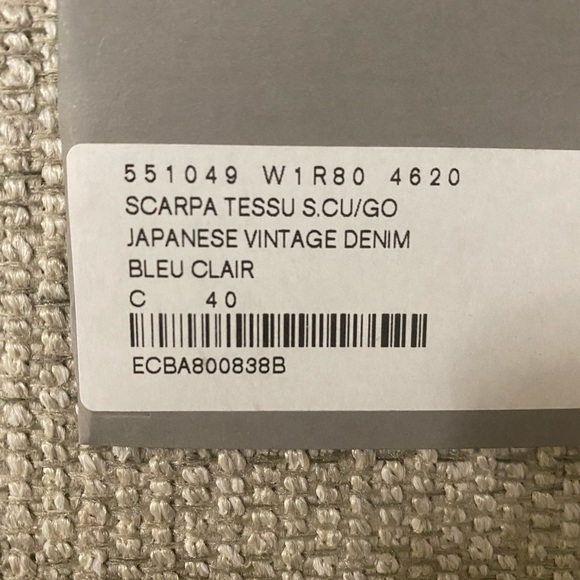 551049 W1R80 4620
SCARPA TESSU S.CU/GO
JAPANESE VINTAGE DENIM
BLEU CLAIR
C 40
ECBA800838B